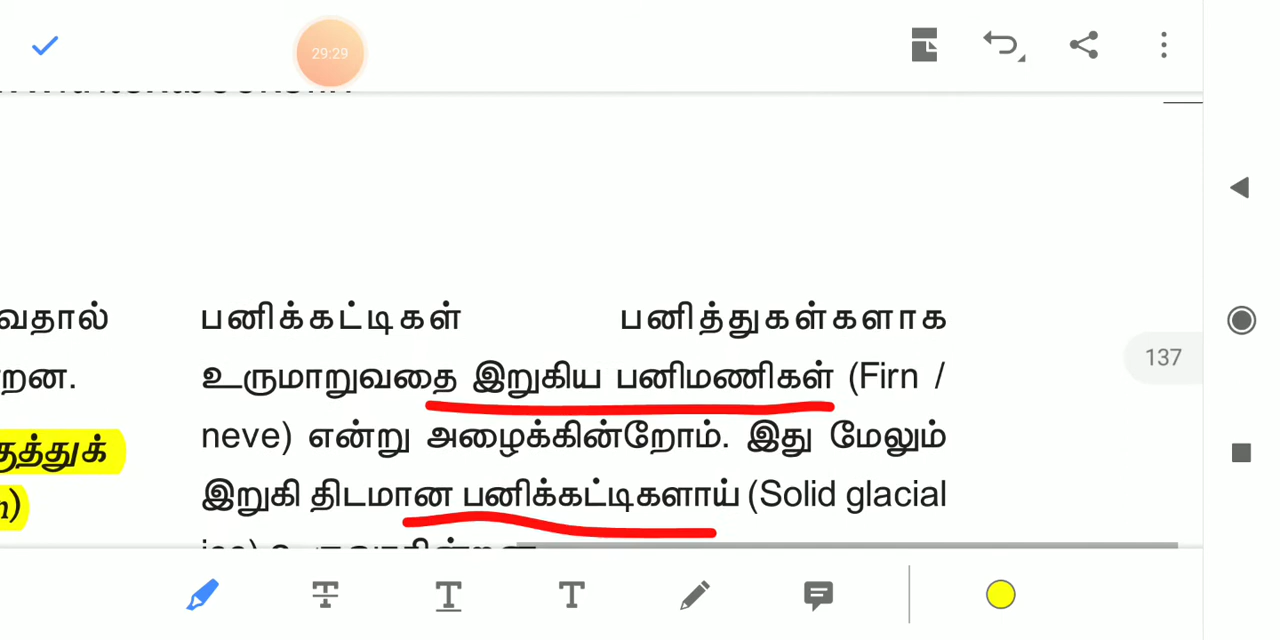 29:29
வதால்
றன.
குத்துக்
n)
பனிக்கட்டிகள் பனித்துகள்களாக
உருமாறுவதை இறுகிய பனிமணிகள் (Firn /
neve) என்று அழைக்கின்றோம். இது மேலும்
இறுகி திடமான பனிக்கட்டிகளாய் (Solid glacial
137